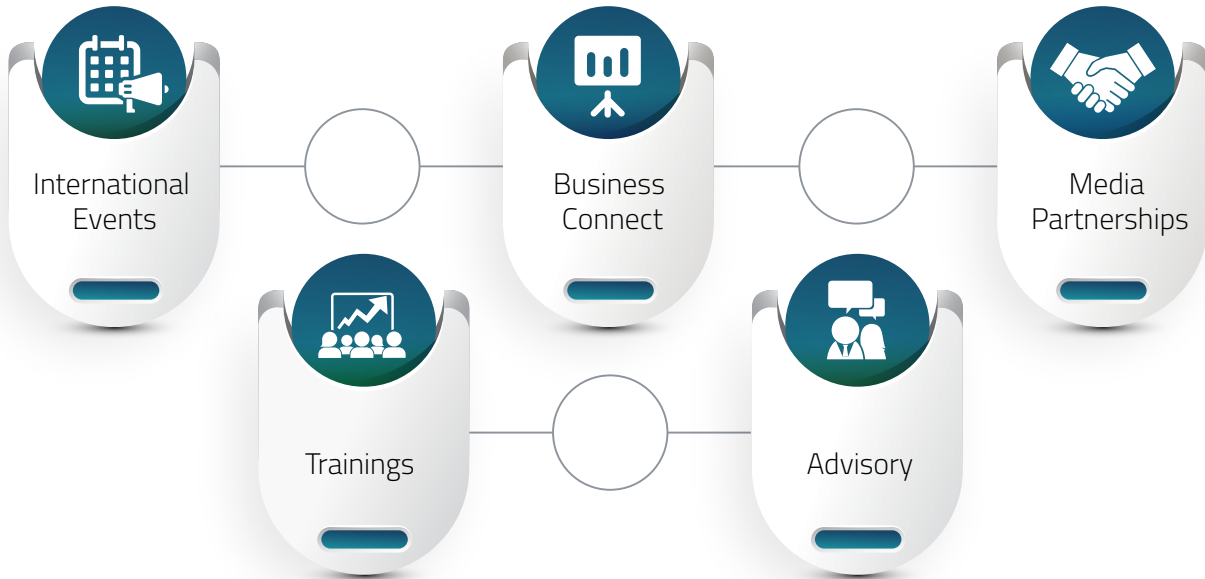 International
Events
Business
Connect
Media
Partnerships
Trainings
Advisory